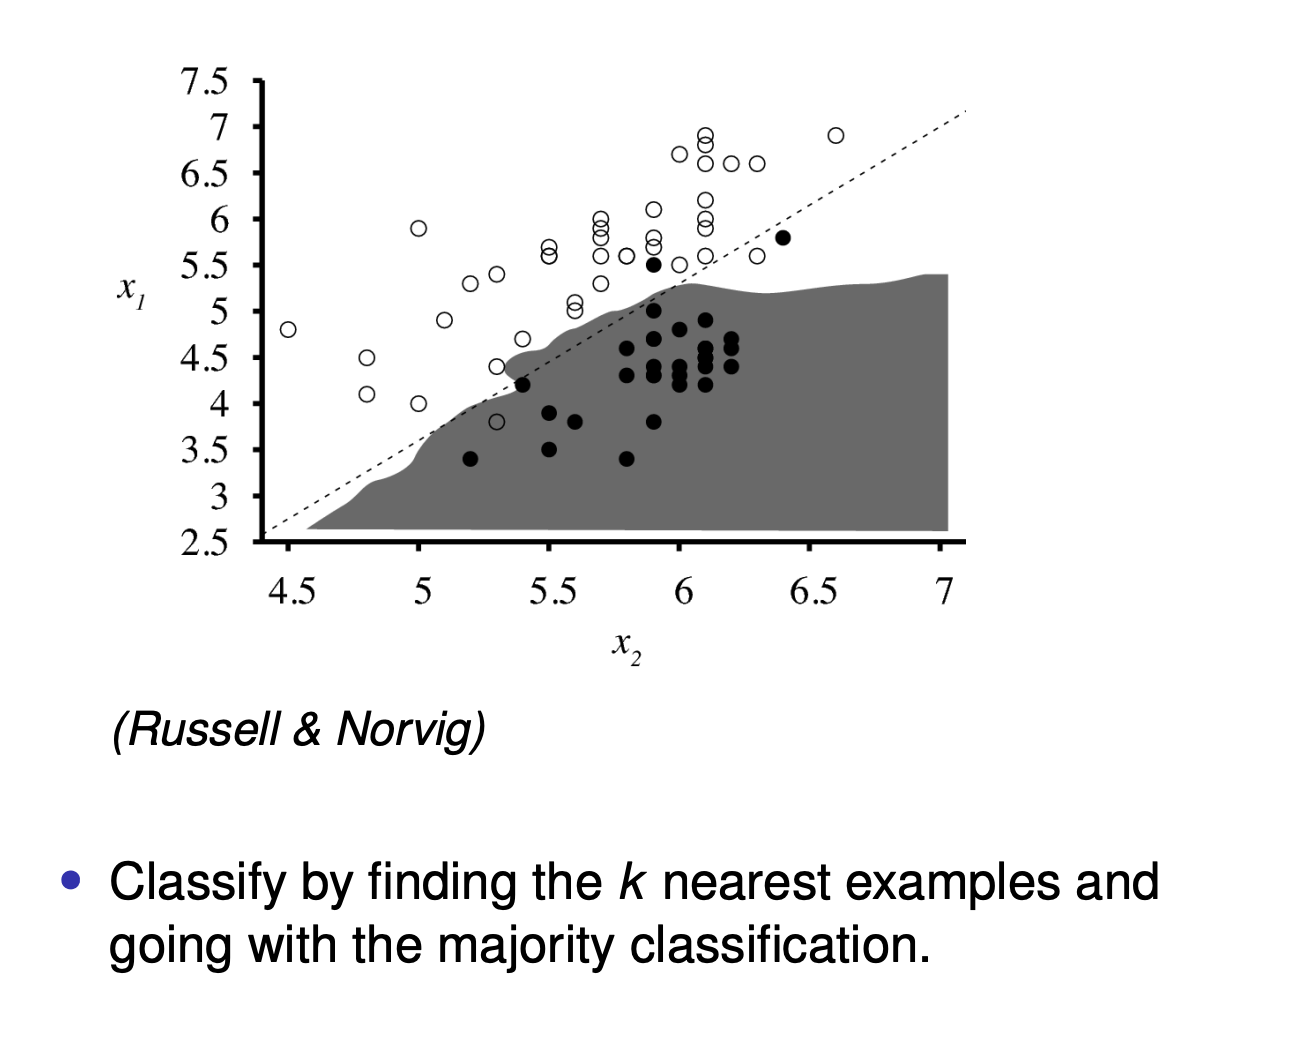 7.5
7
6.5
6
5.5
x1
5
4.5
4
3.5
3
2.5
4.5 5 5.5 6 6.5 7
x2
(Russell & Norvig)
• Classify by finding the k nearest examples and
going with the majority classification.